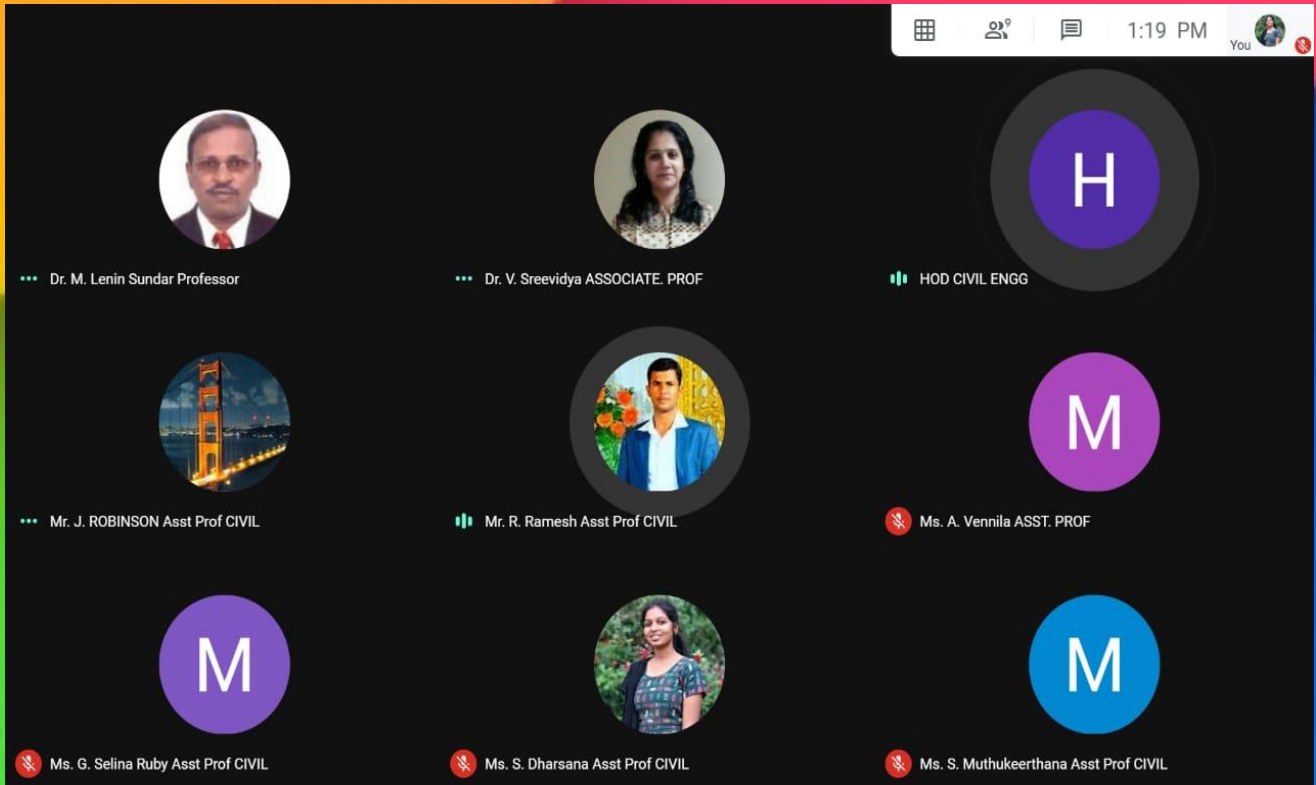 9
1:19 PM
You
H
Dr. M. Lenin Sundar Professor
Dr. V. Sreevidya ASSOCIATE. PROF
HOD CIVIL ENGG
M
Mr. J. ROBINSON Asst Prof CIVIL
Mr. R. Ramesh Asst Prof CIVIL
Ms. A. Vennila ASST. PROF
M
M
Ms. G. Selina Ruby Asst Prof CIVIL
Ms. S. Dharsana Asst Prof CIVIL
Ms. S. Muthukeerthana Asst Prof CIVIL